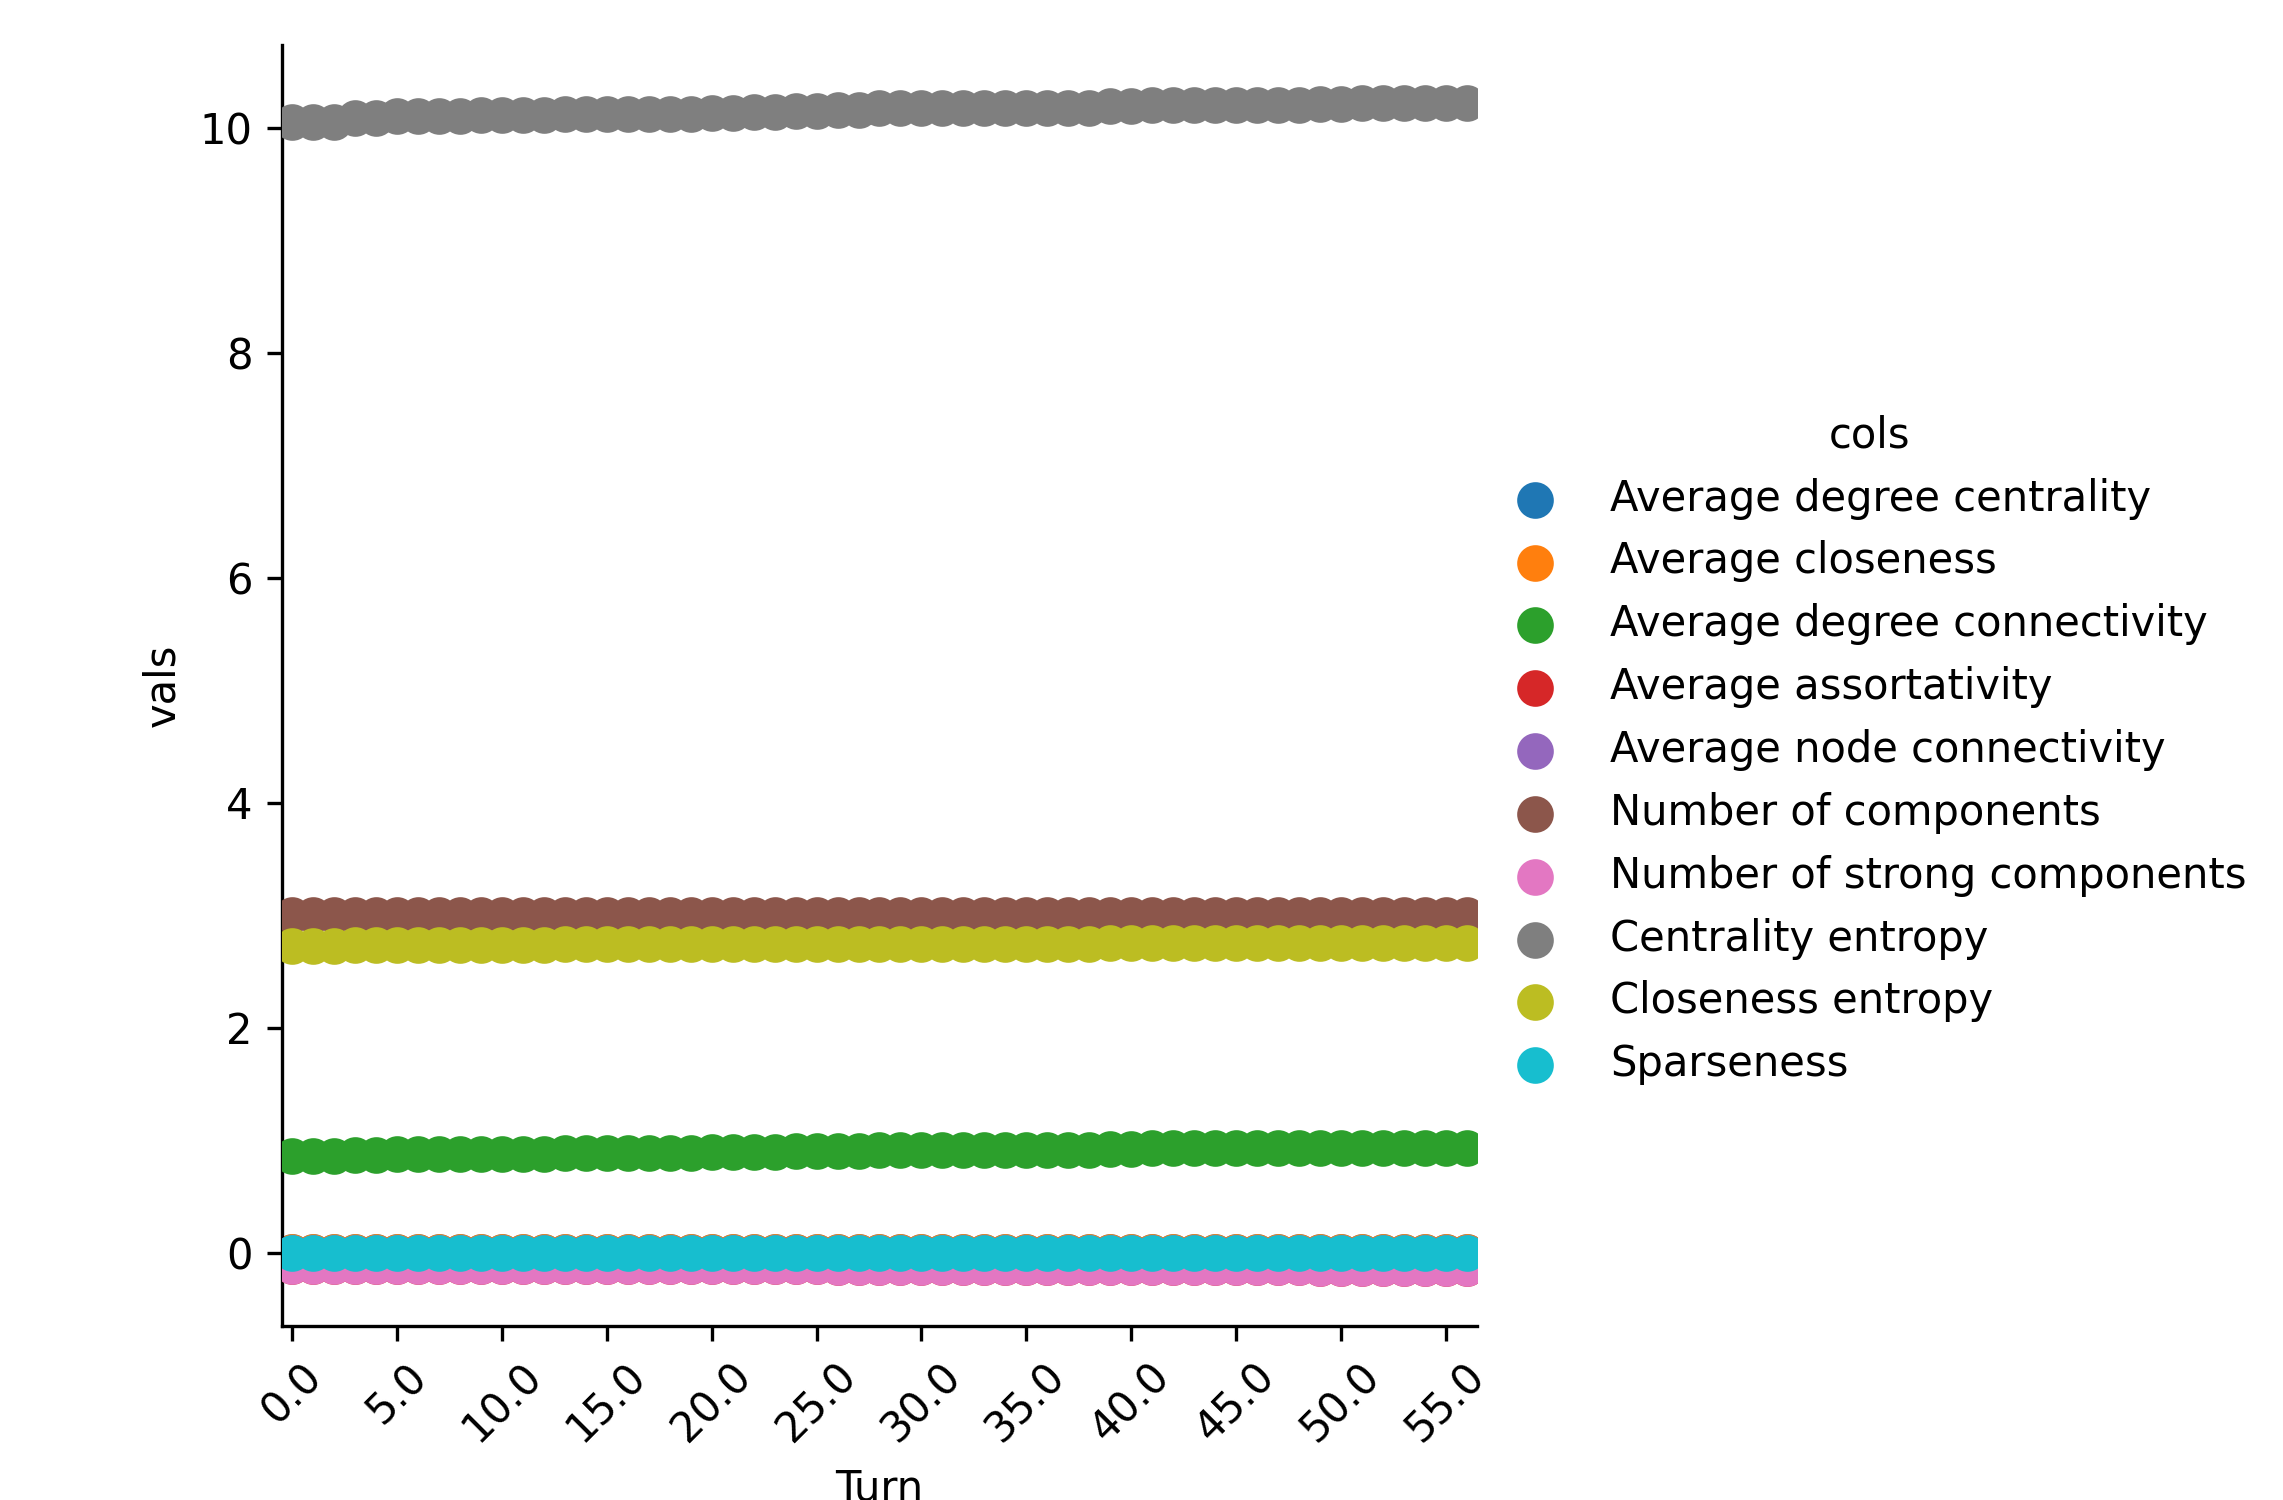 10
8
6
4
2
0
vals
0.0
5.0
10.0
15.0
20.0
25.0
30.0
35.0
40.0
45.0
50.0
55.0
Turn
cols
Average degree centrality
Average closeness
Average degree connectivity
Average assortativity
Average node connectivity
Number of components
Number of strong components
Centrality entropy
Closeness entropy
Sparseness